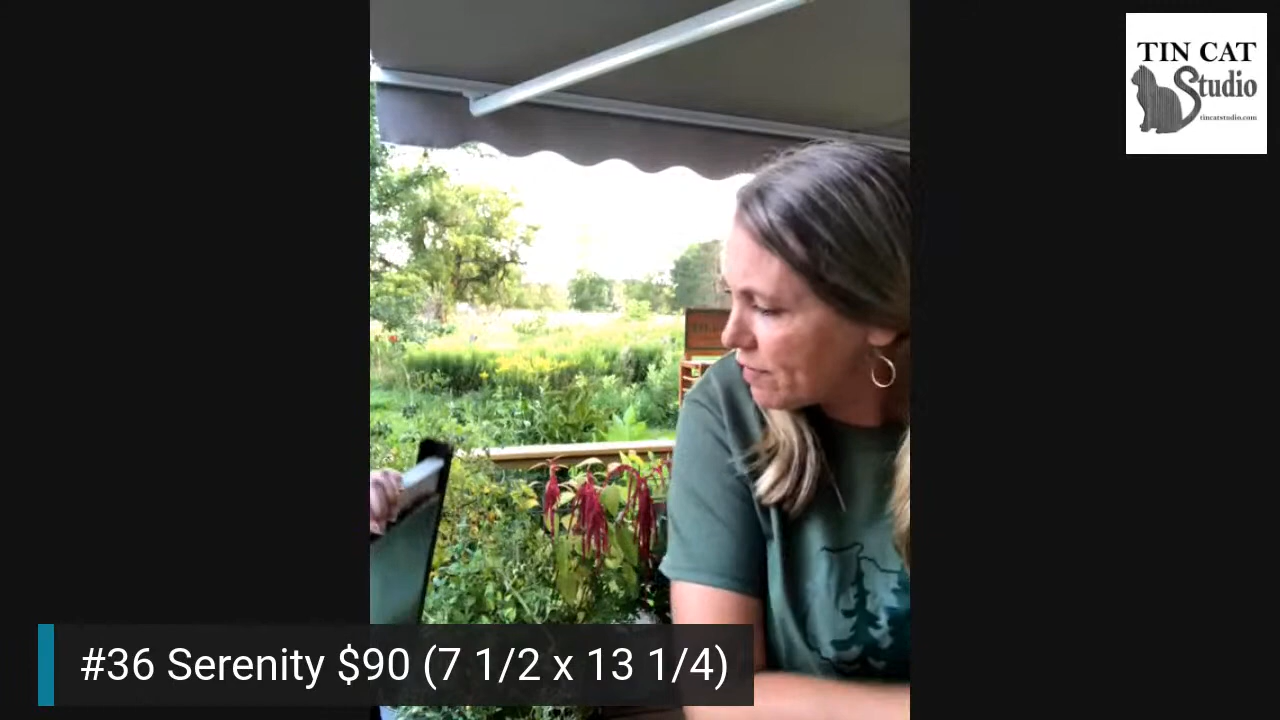 TIN CAT
Studio
tincatstudio.com
#36 Serenity $90 (7 1/2 x 13 1/4)